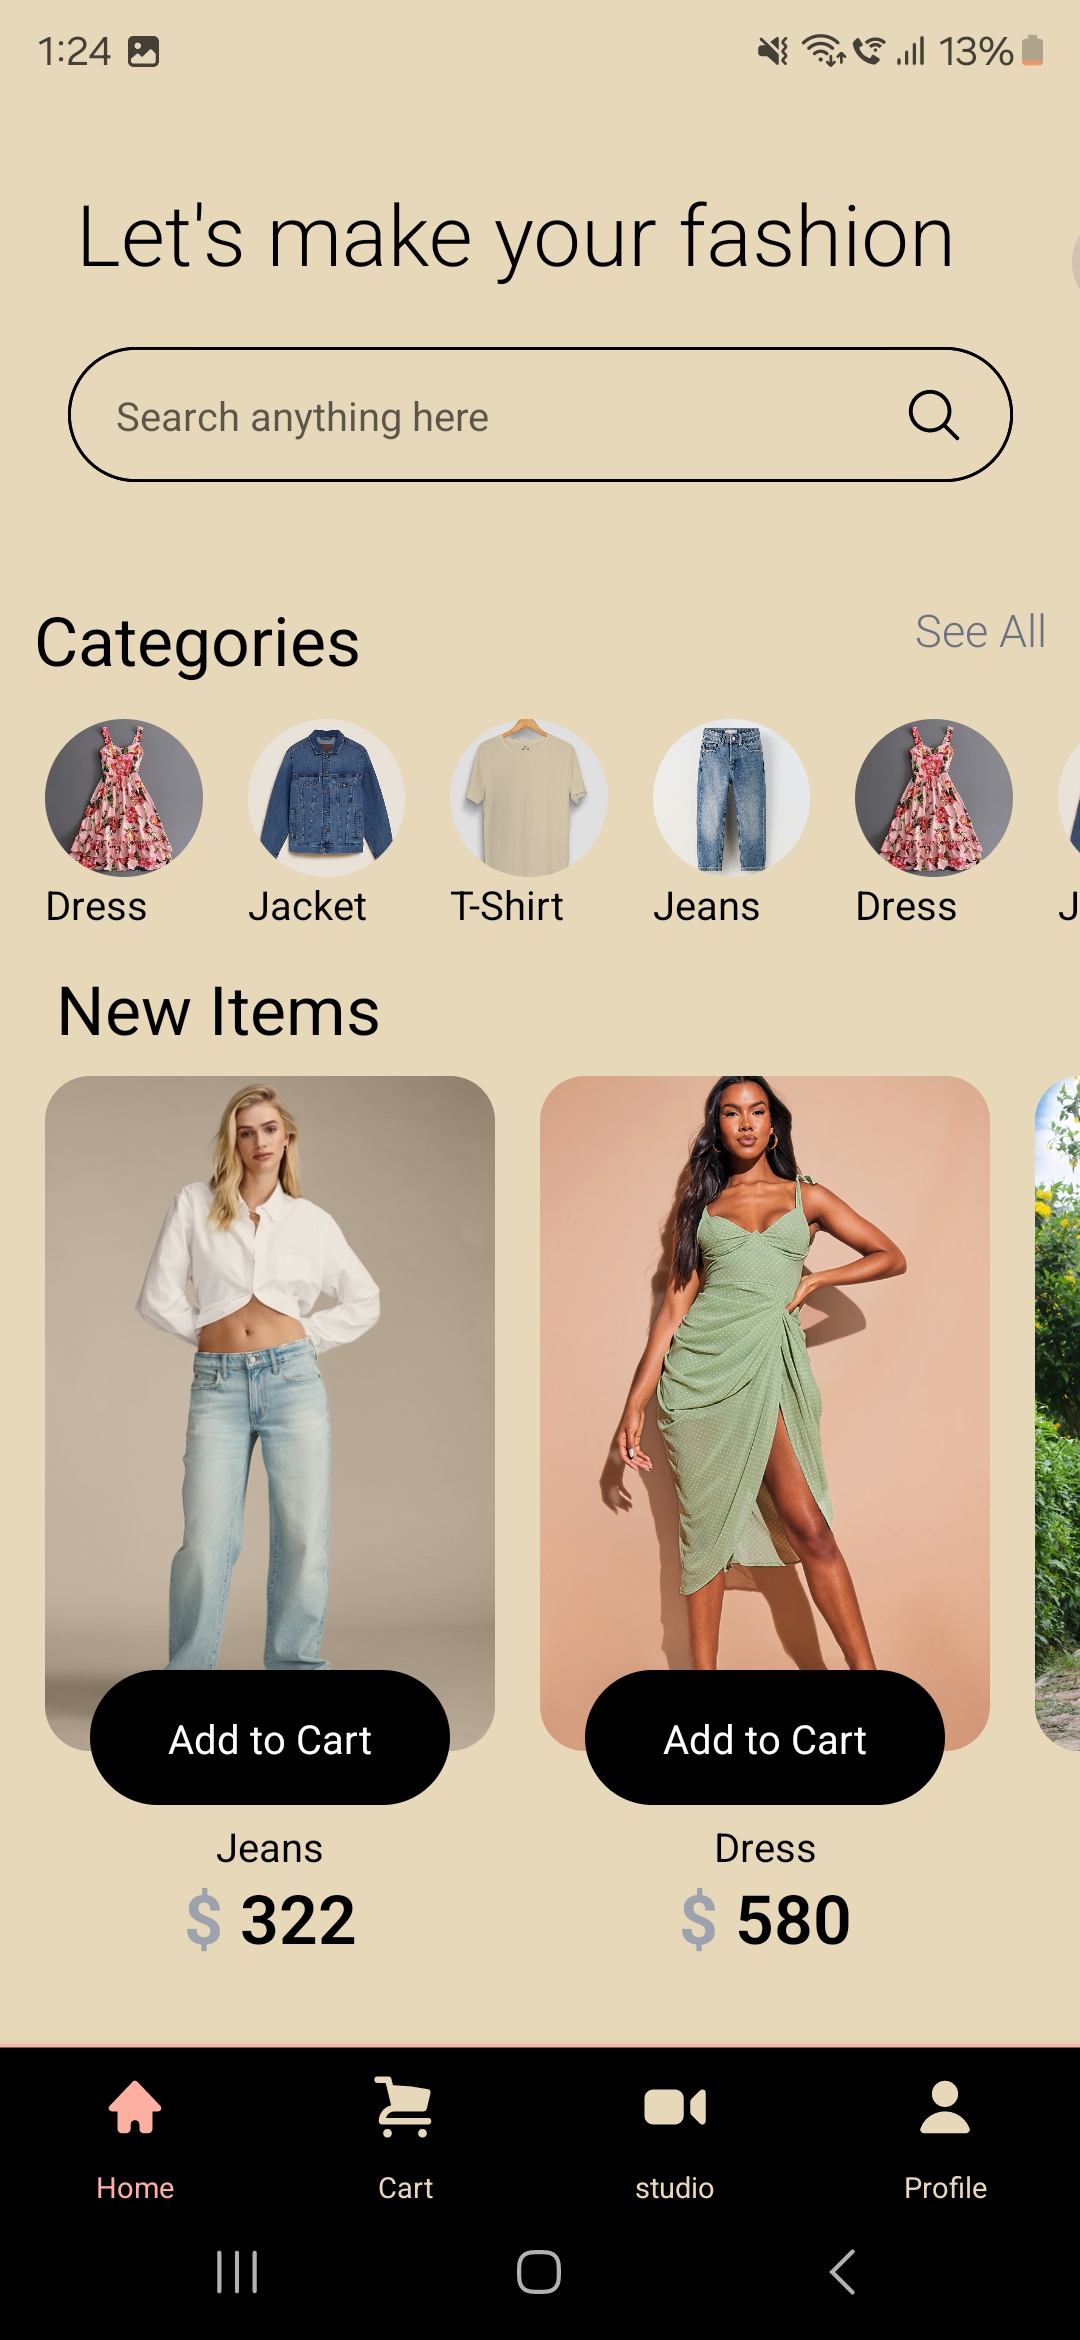 1:24
13%
Let's make your fashion
Search anything here
Categories
See All
Dress
Jacket
T-Shirt
Jeans
Dress
J
New Items
Add to Cart
Add to Cart
Jeans
Dress
$ 322
$ 580
Home
Cart
studio
Profile